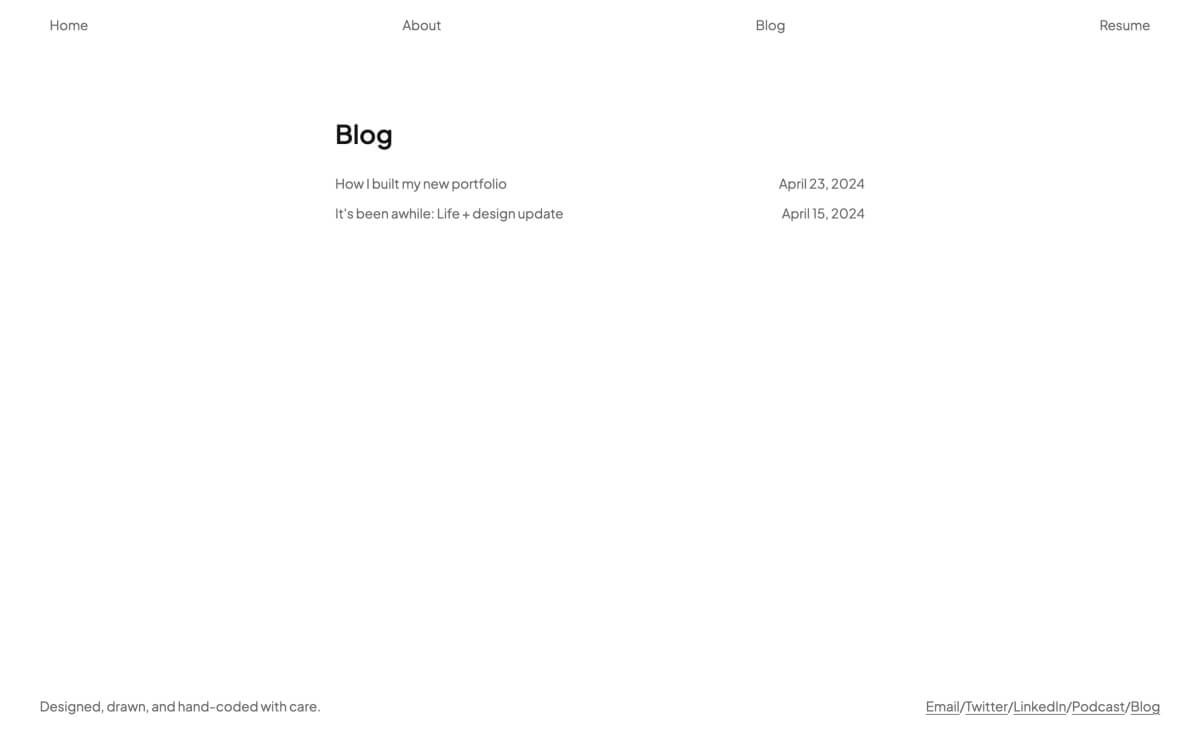 Home About Blog Resume
Blog
How I built my new portfolio April 23, 2024
It's been awhile: Life + design update April 15, 2024
Designed, drawn, and hand-coded with care. Email/Twitter/LinkedIn/Podcast/Blog